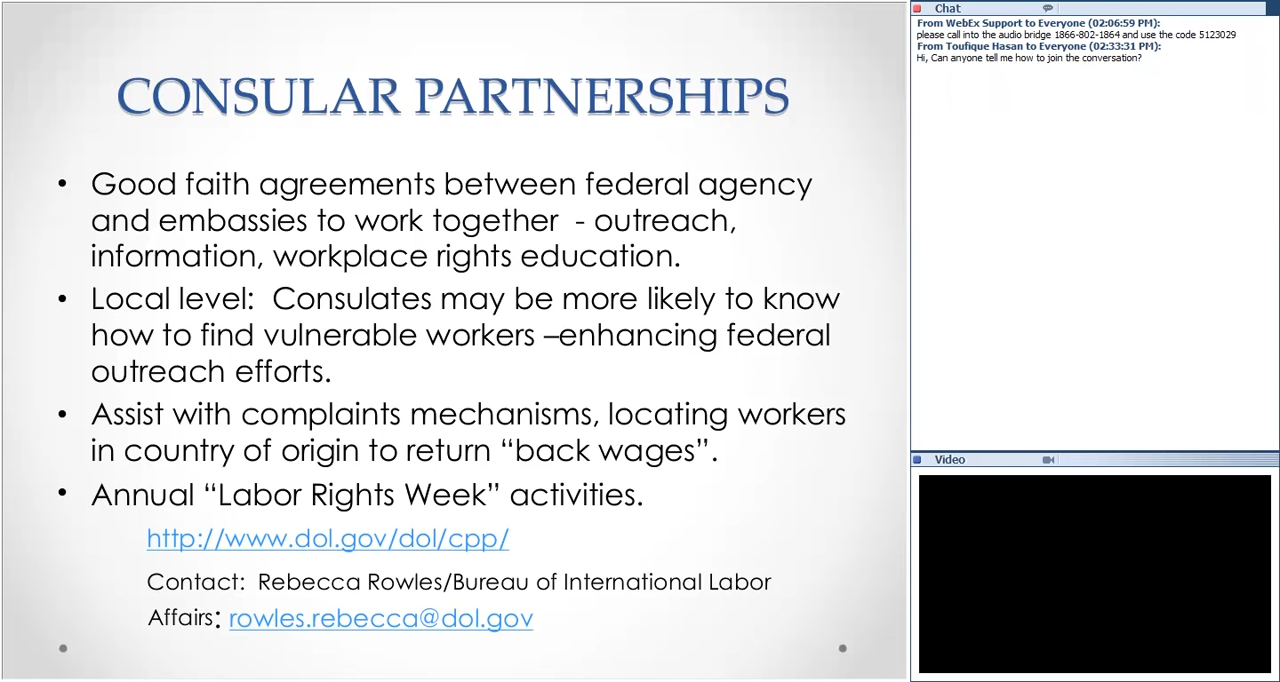 CONSULAR PARTNERSHIPS
• Good faith agreements between federal agency
and embassies to work together  - outreach,
information, workplace rights education.
• Local level:  Consulates may be more likely to know
how to find vulnerable workers –enhancing federal
outreach efforts.
• Assist with complaints mechanisms, locating workers
in country of origin to return “back wages”.
• Annual “Labor Rights Week” activities.
http://www.dol.gov/dol/cpp/
Contact:  Rebecca Rowles/Bureau of International Labor
Affairs: rowles.rebecca@dol.gov
Chat
From WebEx Support to Everyone (02:06:59 PM):
please call into the audio bridge 1866-802-1864 and use the code 5123029
From Toufique Hasan to Everyone (02:33:31 PM):
Hi, Can anyone tell me how to join the conversation?
Video